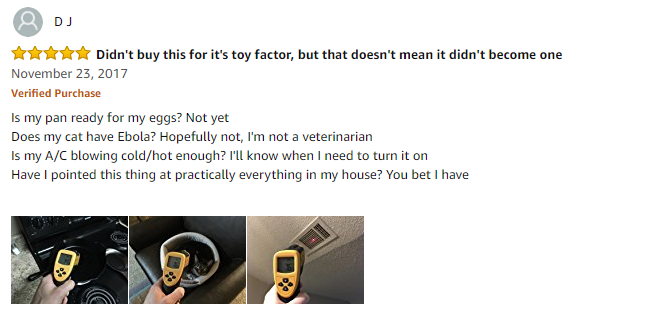 D J
Didn't buy this for it's toy factor, but that doesn't mean it didn't become one
November 23, 2017
Verified Purchase
Is my pan ready for my eggs? Not yet
Does my cat have Ebola? Hopefully not, I'm not a veterinarian
Is my A/C blowing cold/hot enough? I'll know when I need to turn it on
Have I pointed this thing at practically everything in my house? You bet I have